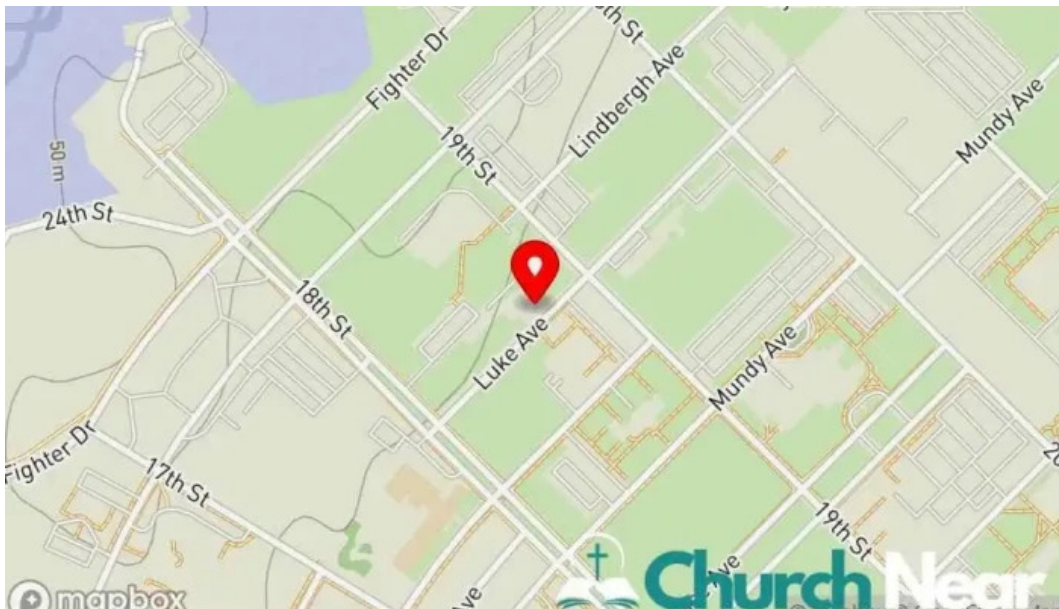 Fighter Dr
Lindbergh Ave
19th St
Mundy Ave
50 m
24th St
18th St
Luke Ave
Mundy Ave
Fighter Dr
17th St
19th St
Church Near
mapbox